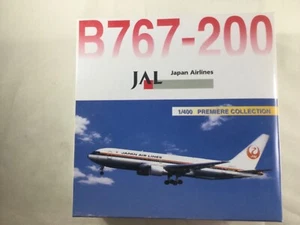 B767-200
JAL Japan Airlines
1/400 PREMIERE COLLECTION
JAPAN AIR LINES